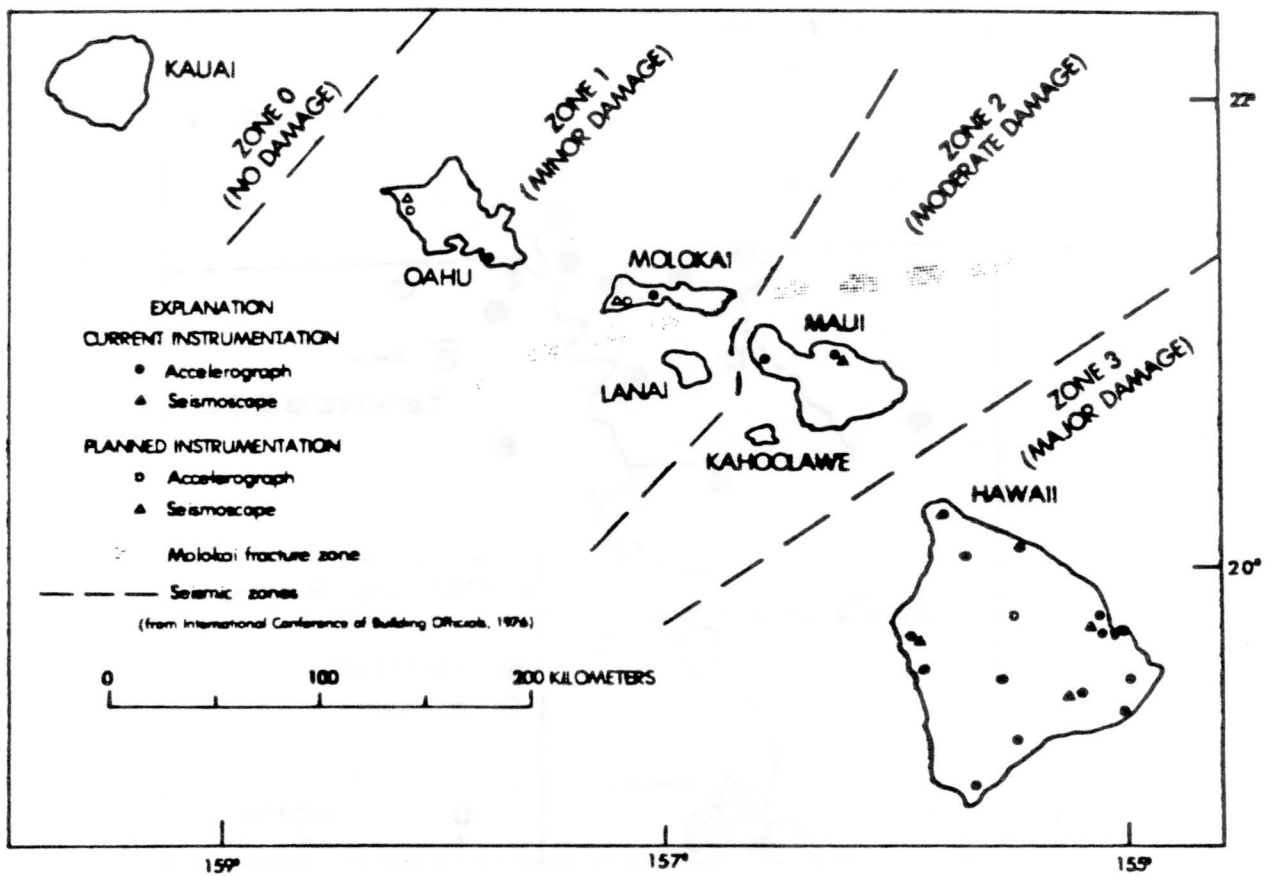 KAUAI
ZONE 0
(NO DAMAGE)
ZONE 1
(MINOR DAMAGE)
ZONE 2
(MODERATE DAMAGE)
22°
OAHU
MOLOKAI
MAUI
LANAI
KAHOOLAWE
ZONE 3
(MAJOR DAMAGE)
HAWAII
20°
EXPLANATION
CURRENT INSTRUMENTATION
Accelerograph
Seismoscape
PLANNED INSTRUMENTATION
Accelerograph
Seismoscape
Molokai fracture zone
Seismic zones
(from International Conference of Building Officials, 1976)
0 100 200 KILOMETERS
159° 157° 155°